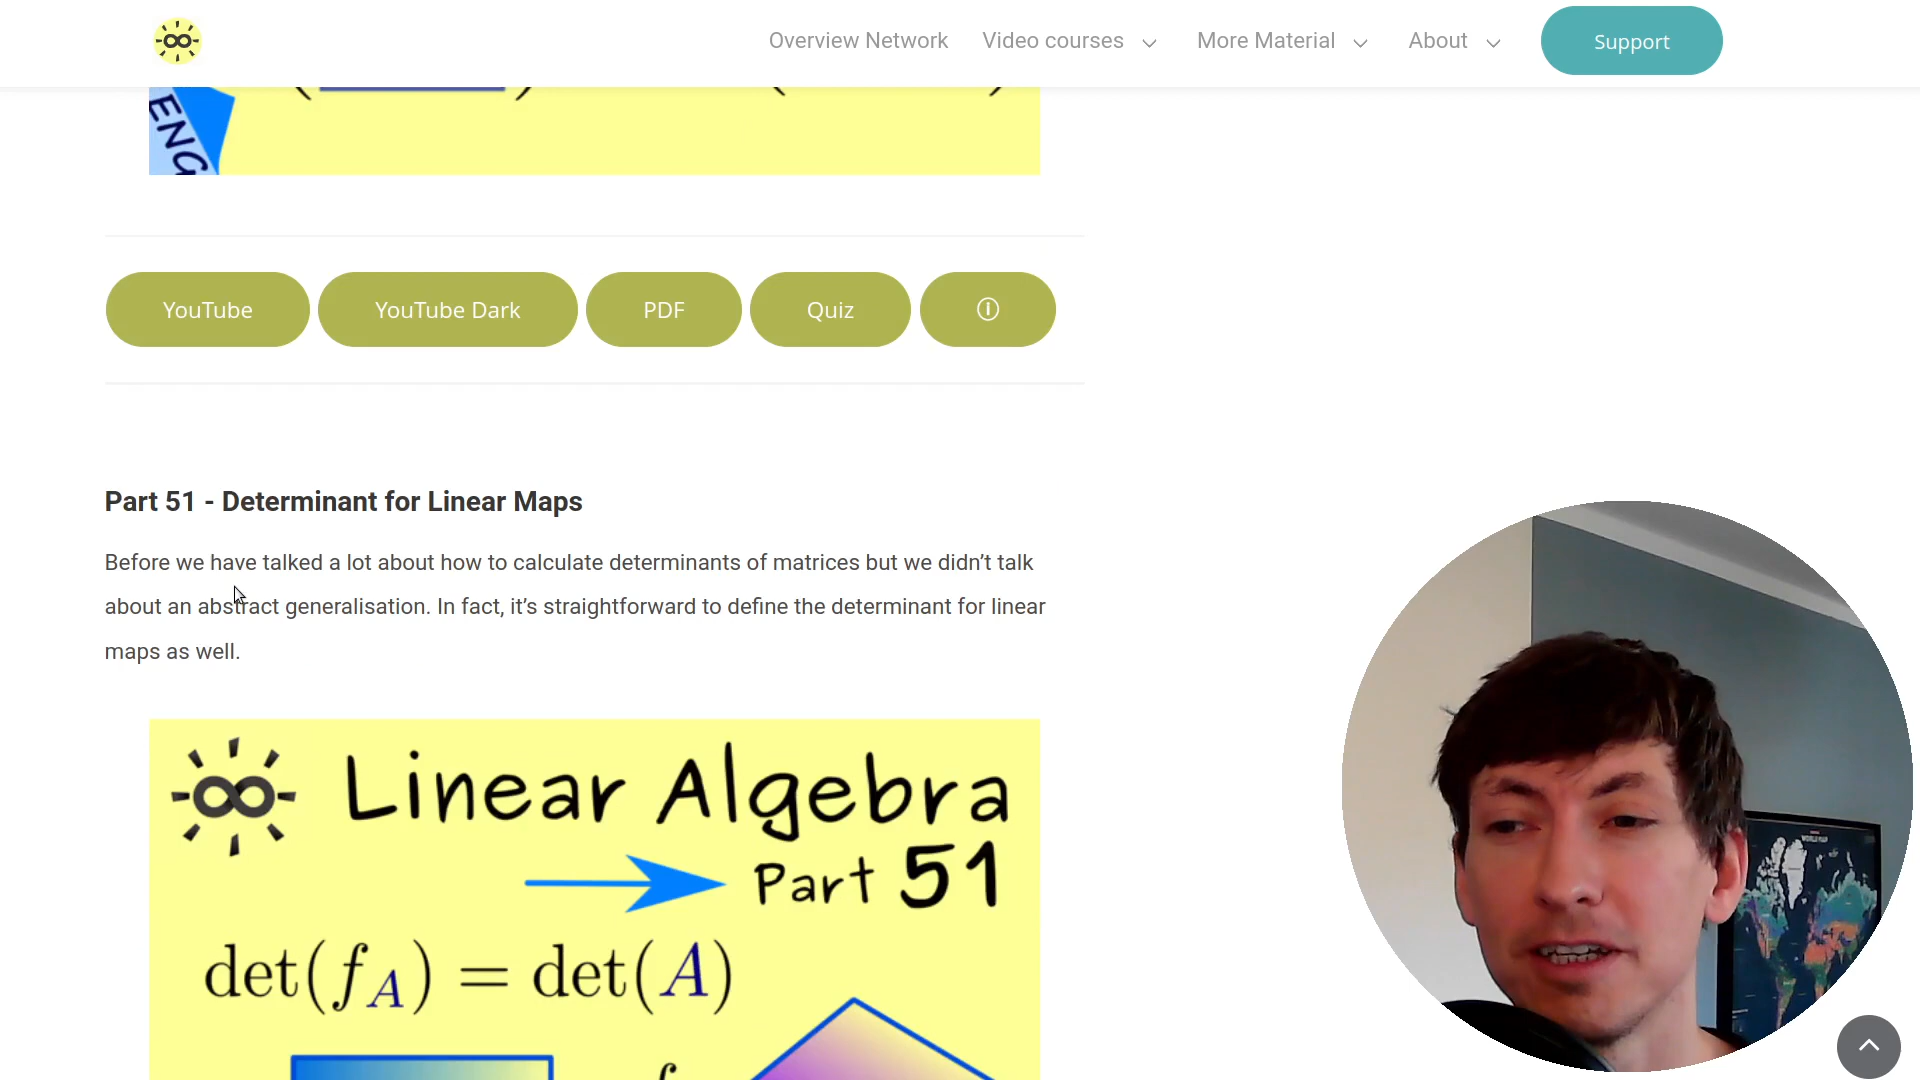 Overview Network Video courses More Material About Support
ENG
YouTube YouTube Dark PDF Quiz
Part 51 - Determinant for Linear Maps
Before we have talked a lot about how to calculate determinants of matrices but we didn’t talk
about an abstract generalisation. In fact, it’s straightforward to define the determinant for linear
maps as well.
Linear Algebra
Part 51
det(f_A) = det(A)
WORLD MAP